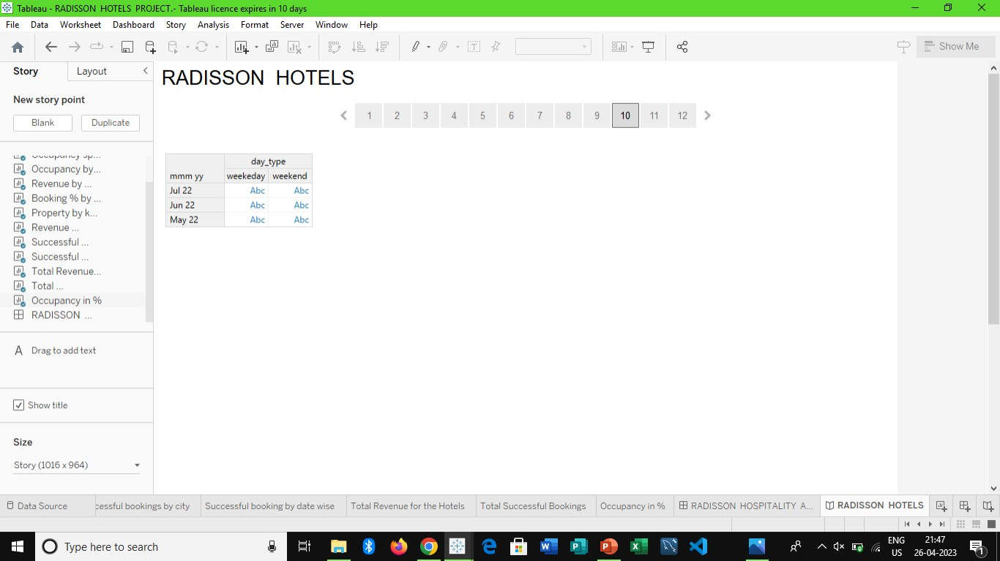 Tableau - RADISSON HOTELS PROJECT.- Tableau licence expires in 10 days
File Data Worksheet Dashboard Story Analysis Format Server Window Help
Show Me
Story Layout
New story point
Blank Duplicate
Occupancy sp...
Occupancy by...
Revenue by ...
Booking % by ...
Property by k...
Revenue ...
Successful ...
Successful ...
Total Revenue...
Total ...
Occupancy in %
RADISSON ...
A Drag to add text
Show title
Size
Story (1016 x 964)
RADISSON HOTELS
1 2 3 4 5 6 7 8 9 10 11 12
day_type
mmm yy weekeday weekend
Jul 22 Abc Abc
Jun 22 Abc Abc
May 22 Abc Abc
Data Source cessful bookings by city Successful booking by date wise Total Revenue for the Hotels Total Successful Bookings Occupancy in % RADISSON HOSPITALITY A... RADISSON HOTELS
Type here to search
ENG 21:47
US 26-04-2023
1